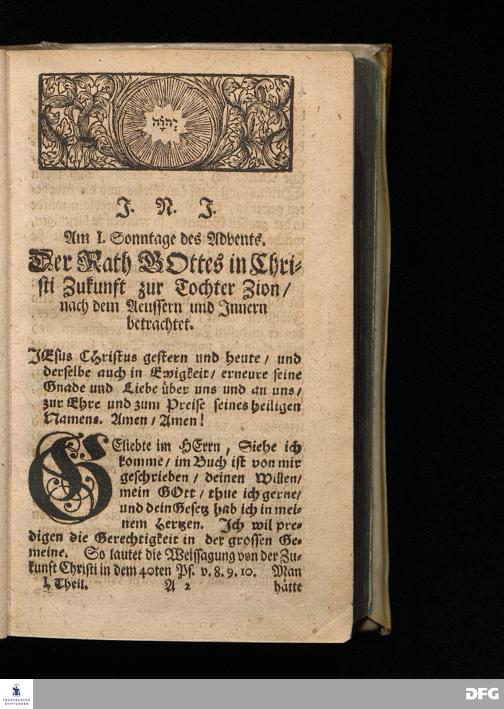 יהוה
J. N. J.
Am I. Sonntage des Advents.
Der Rath GOttes in Chri-
sti Zukunft zur Tochter Zion/
nach dem Aeussern und Innern
betrachtet.
JEsus CHristus gestern und heute/ und
derselbe auch in Ewigkeit/ erneure seine
Gnade und Liebe über uns und an uns/
zur Ehre und zum Preise seines heiligen
Namens. Amen/ Amen!
GEliebte im HErrn, Siehe ich
komme/ im Buch ist von mir
geschrieben/ deinen Willen/
mein GOtt/ thue ich gerne/
und dein Gesetz hab ich in mei-
nem Hertzen. Ich wil pre-
digen die Gerechtigkeit in der grossen Ge-
meine. So lautet die Weissagung von der Zu-
kunft Christi in dem 40ten Ps. v. 8. 9. 10. Man
I. Theil. A 2 hätte
FRANCKESCHE
STIFTUNGEN
DFG